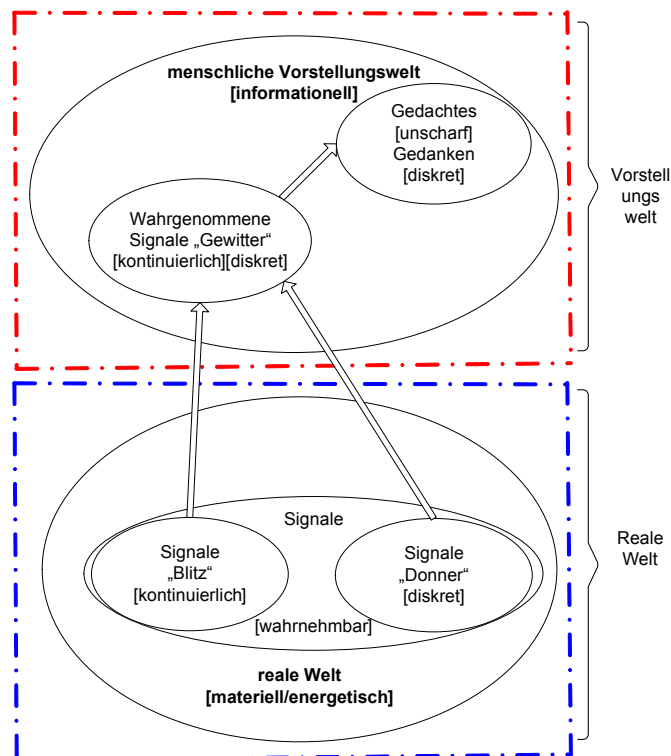 menschliche Vorstellungswelt
[informationell]
Gedachtes
[unscharf]
Gedanken
[diskret]
Wahrgenommene
Signale „Gewitter“
[kontinuierlich][diskret]
Vorstell
ungs
welt
Signale
Signale
„Blitz“
[kontinuierlich]
Signale
„Donner“
[diskret]
[wahrnehmbar]
reale Welt
[materiell/energetisch]
Reale
Welt